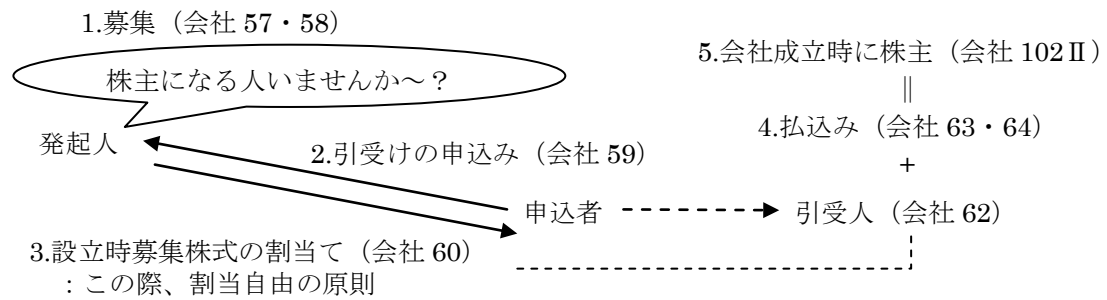 1.募集（会社 57・58）
株主になる人いませんか～？
5.会社成立時に株主（会社 102Ⅱ）
||
4.払込み（会社 63・64）
+
発起人
2.引受けの申込み（会社 59）
申込者
引受人（会社 62）
3.設立時募集株式の割当て（会社 60）
：この際、割当自由の原則